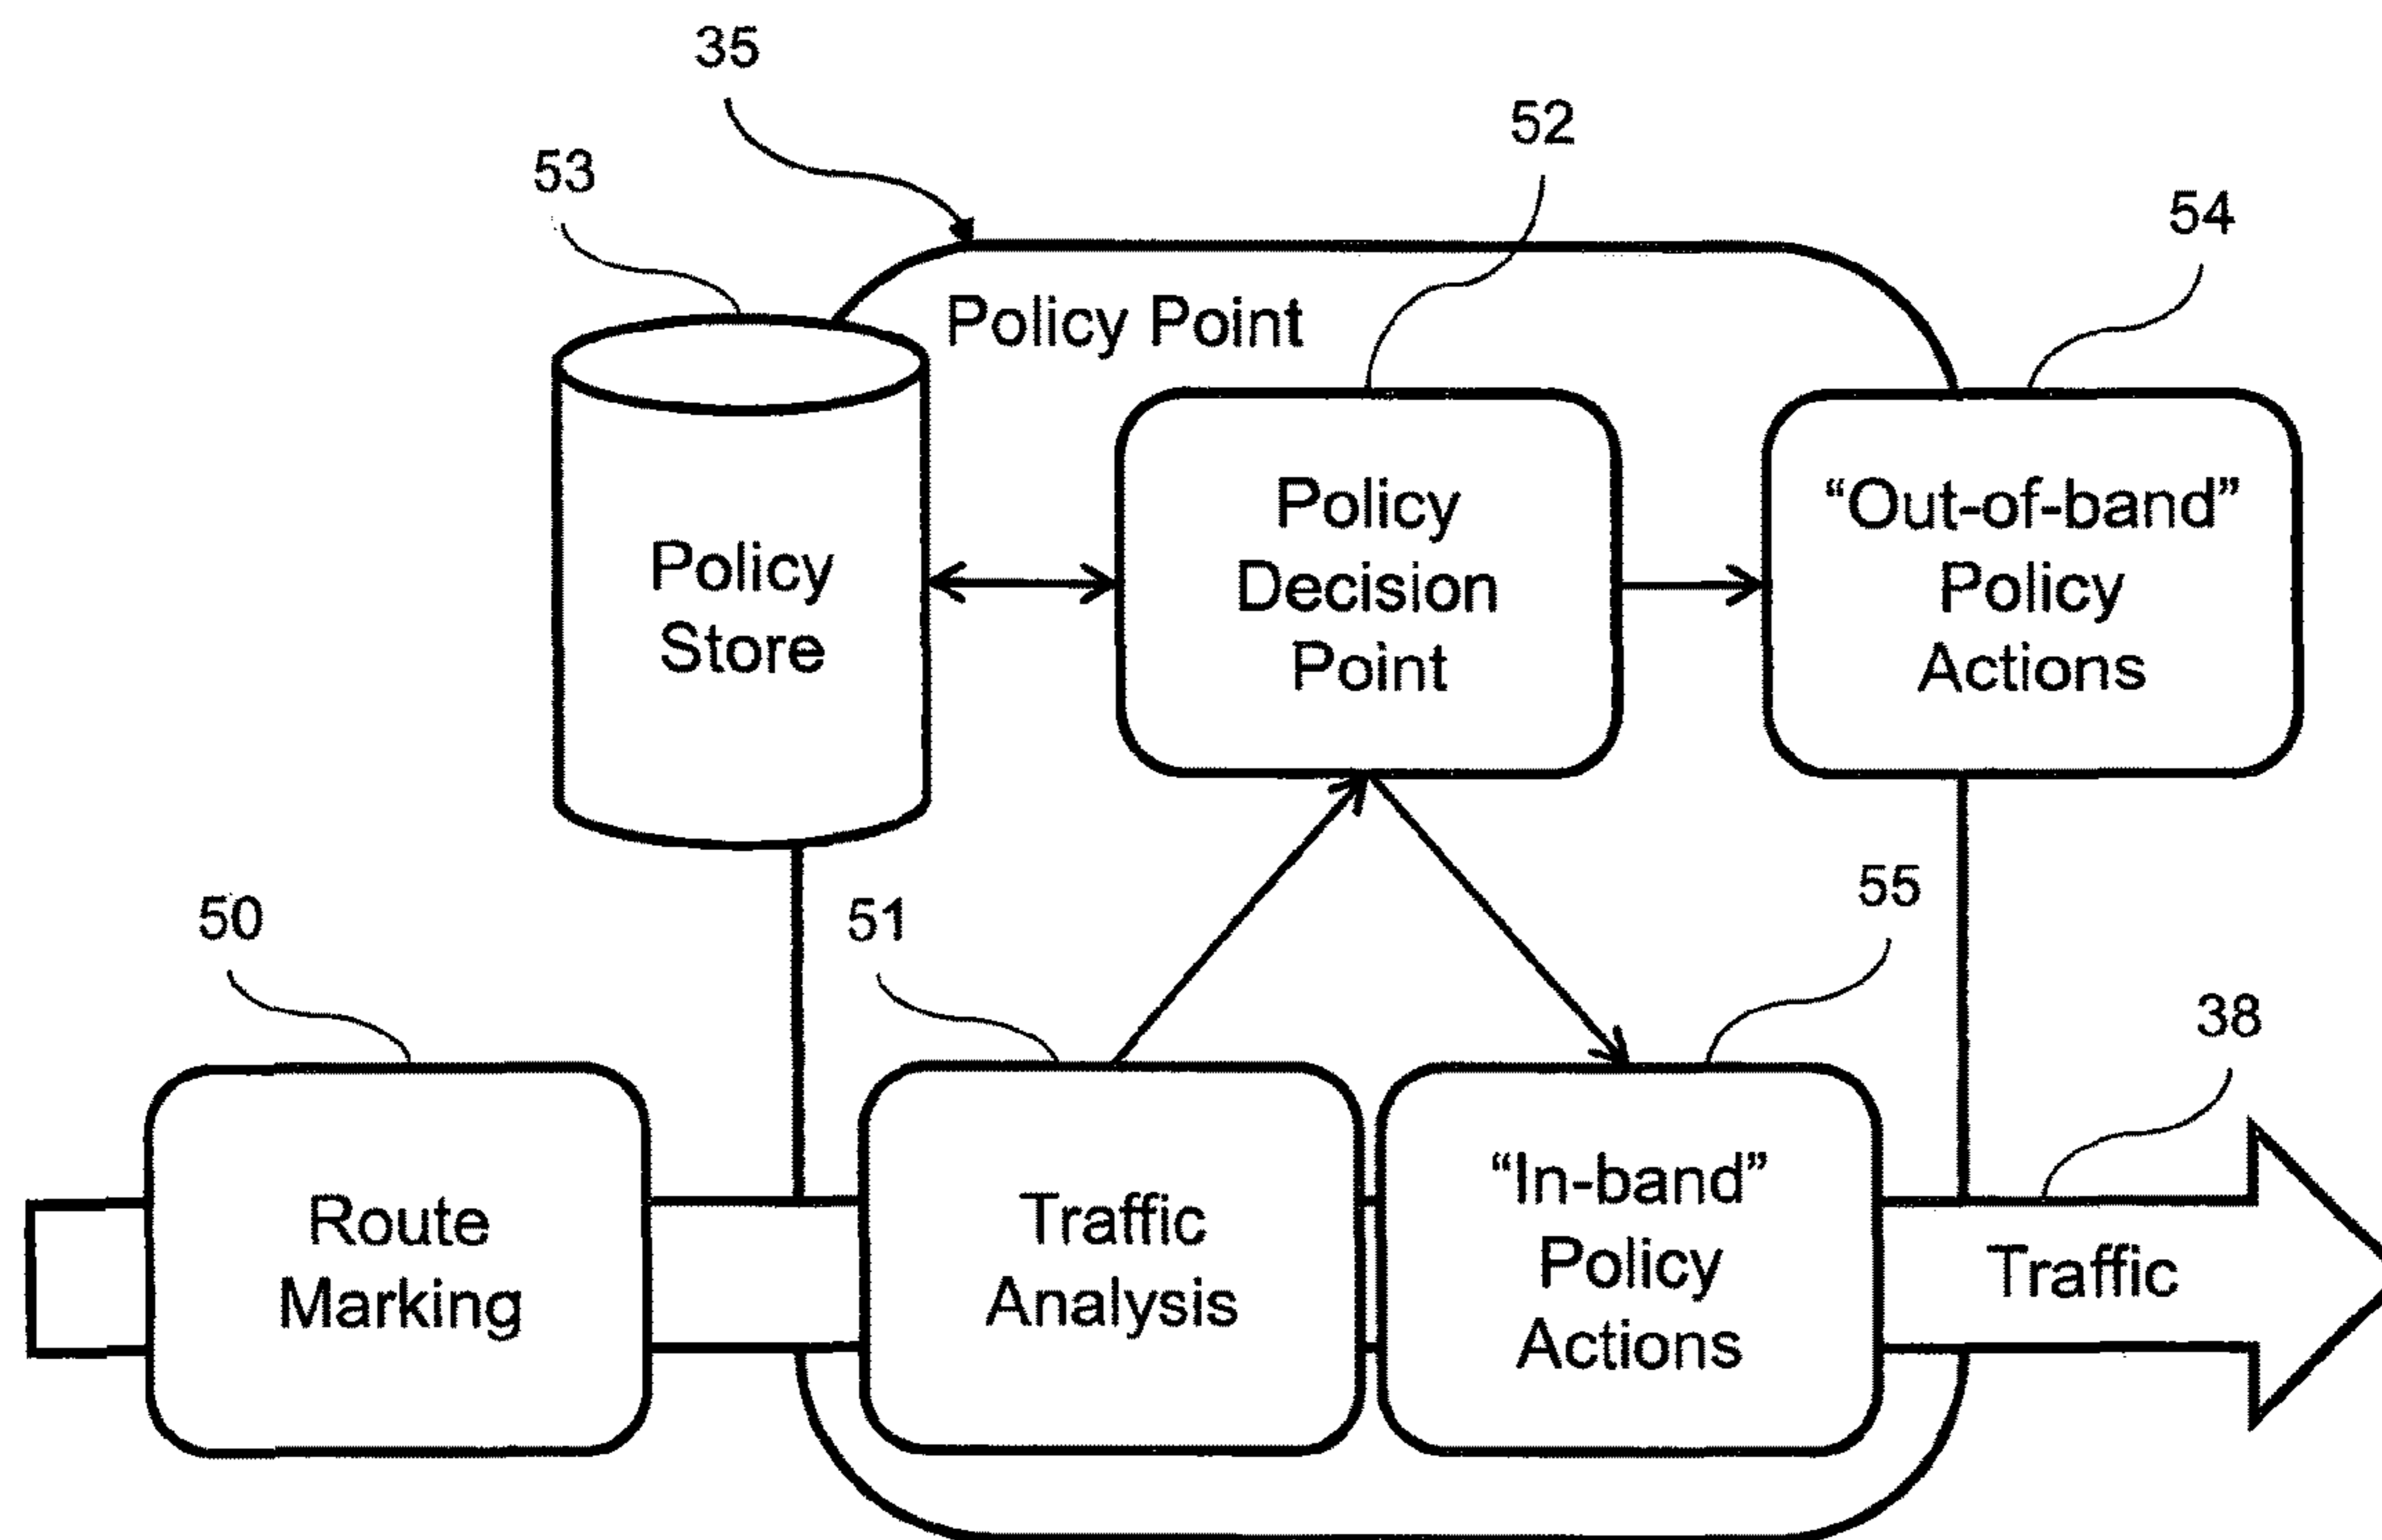 35
52
53
54
Policy Point
Policy
Store
Policy
Decision
Point
“Out-of-band”
Policy
Actions
50
51
55
38
Route
Marking
Traffic
Analysis
“In-band”
Policy
Actions
Traffic